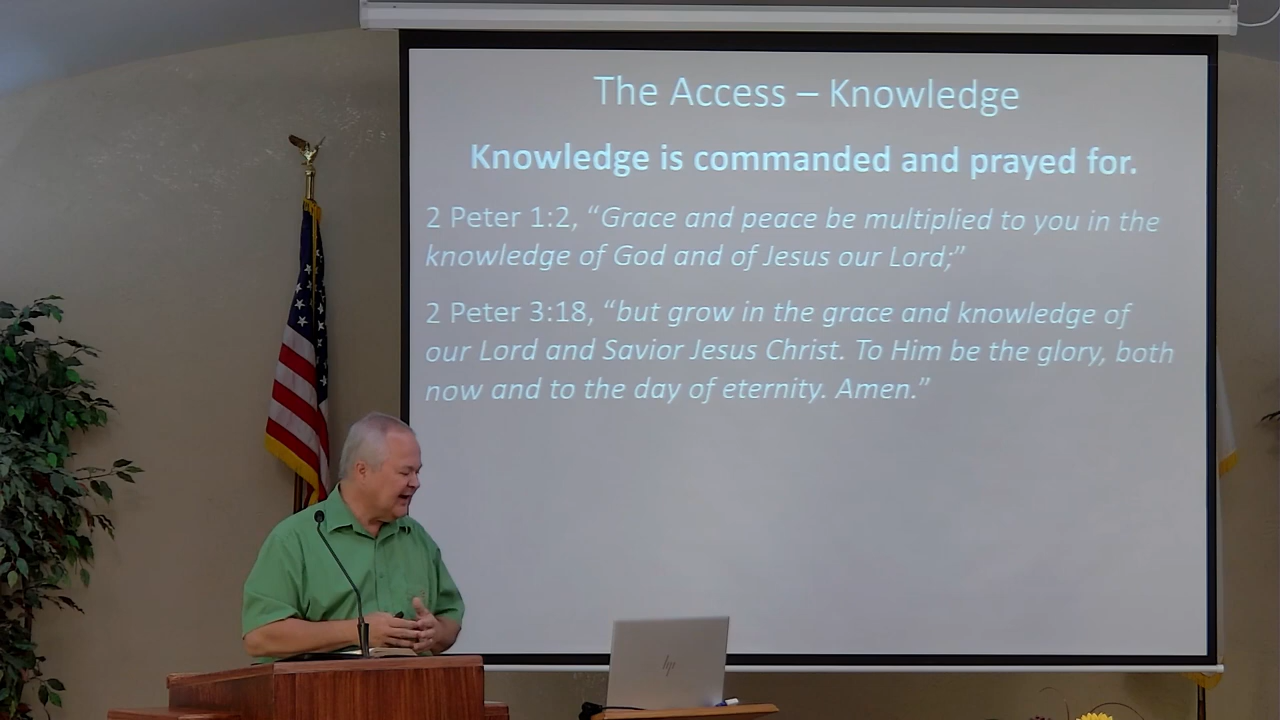 The Access – Knowledge
Knowledge is commanded and prayed for.
2 Peter 1:2, “Grace and peace be multiplied to you in the
knowledge of God and of Jesus our Lord;”
2 Peter 3:18, “but grow in the grace and knowledge of
our Lord and Savior Jesus Christ. To Him be the glory, both
now and to the day of eternity. Amen.”
hp